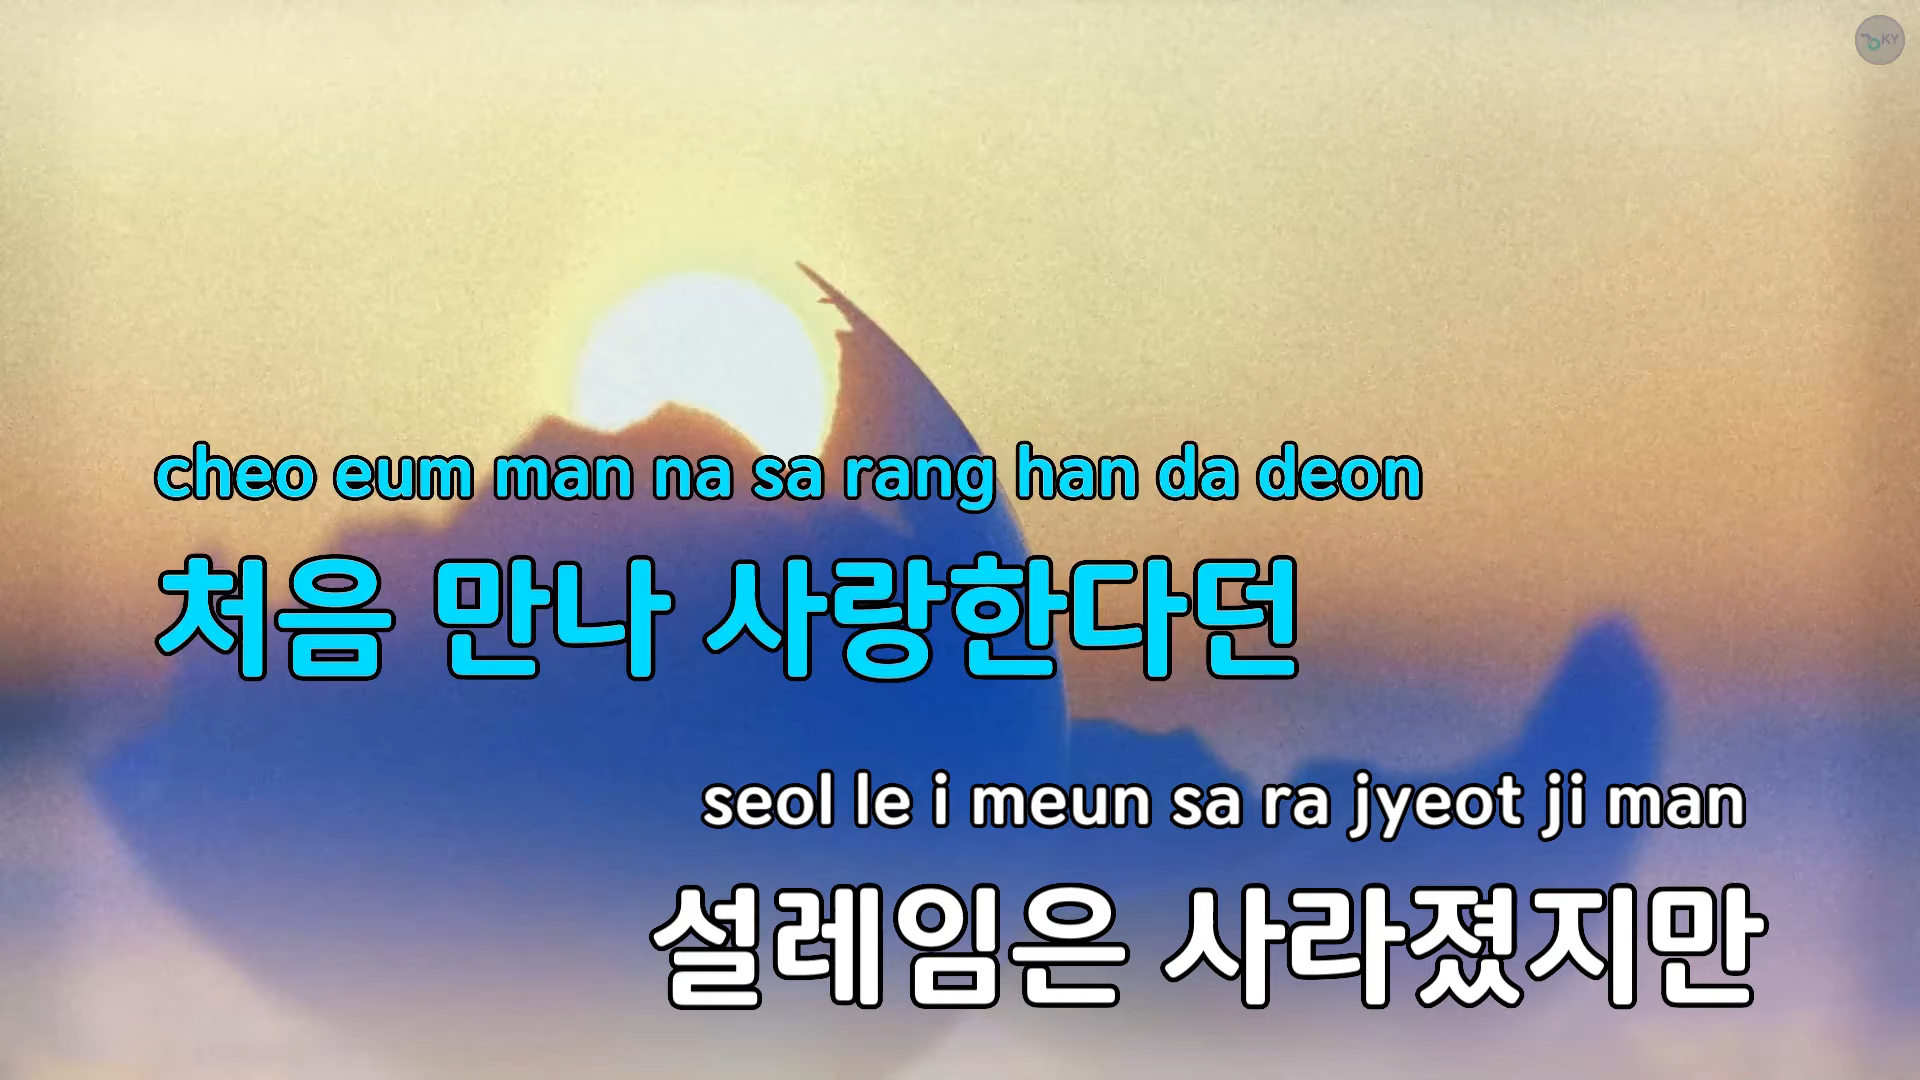 KY
cheo eum man na sa rang han da deon
처음 만나 사랑한다던
seol le i meun sa ra jyeot ji man
설레임은 사라졌지만